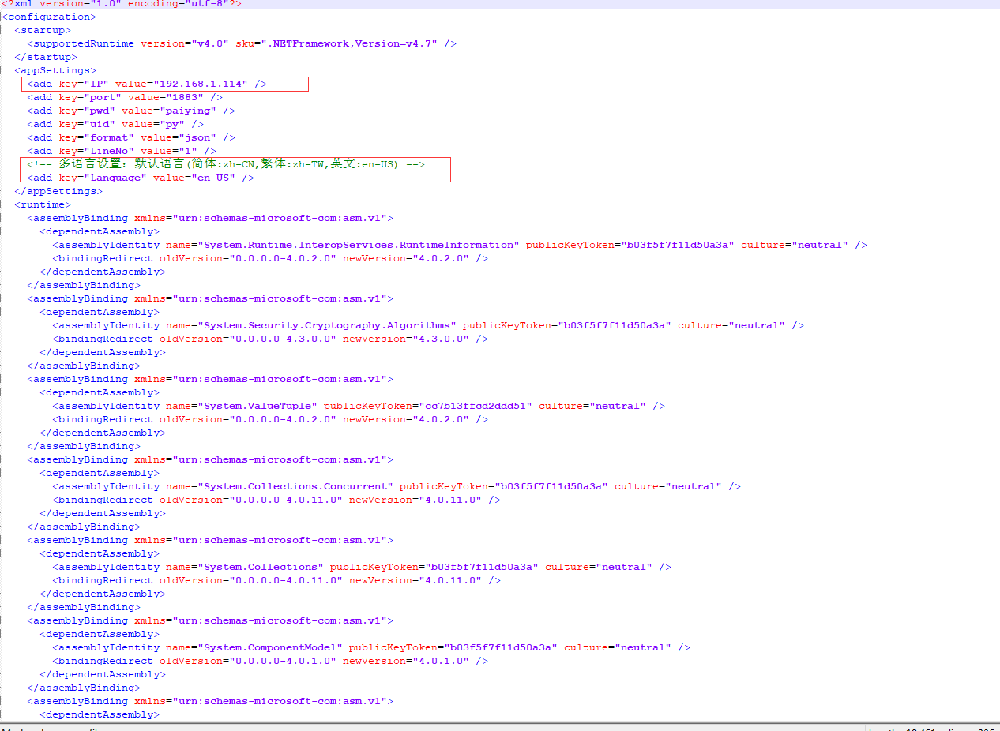 <?xml version="1.0" encoding="utf-8"?>
<configuration>
<startup>
<supportedRuntime version="v4.0" sku=".NETFramework,Version=v4.7" />
</startup>
<appSettings>
<add key="IP" value="192.168.1.114" />
<add key="port" value="1883" />
<add key="pwd" value="paiying" />
<add key="uid" value="py" />
<add key="format" value="json" />
<add key="LineNo" value="1" />
<!-- 多语言设置: 默认语言(简体:zh-CN,繁体:zh-TW,英文:en-US) -->
<add key="Language" value="en-US" />
</appSettings>
<runtime>
<assemblyBinding xmlns="urn:schemas-microsoft-com:asm.v1">
<dependentAssembly>
<assemblyIdentity name="System.Runtime.InteropServices.RuntimeInformation" publicKeyToken="b03f5f7f11d50a3a" culture="neutral" />
<bindingRedirect oldVersion="0.0.0.0-4.0.2.0" newVersion="4.0.2.0" />
</dependentAssembly>
</assemblyBinding>
<assemblyBinding xmlns="urn:schemas-microsoft-com:asm.v1">
<dependentAssembly>
<assemblyIdentity name="System.Security.Cryptography.Algorithms" publicKeyToken="b03f5f7f11d50a3a" culture="neutral" />
<bindingRedirect oldVersion="0.0.0.0-4.3.0.0" newVersion="4.3.0.0" />
</dependentAssembly>
</assemblyBinding>
<assemblyBinding xmlns="urn:schemas-microsoft-com:asm.v1">
<dependentAssembly>
<assemblyIdentity name="System.ValueTuple" publicKeyToken="cc7b13ffcd2ddd51" culture="neutral" />
<bindingRedirect oldVersion="0.0.0.0-4.0.2.0" newVersion="4.0.2.0" />
</dependentAssembly>
</assemblyBinding>
<assemblyBinding xmlns="urn:schemas-microsoft-com:asm.v1">
<dependentAssembly>
<assemblyIdentity name="System.Collections.Concurrent" publicKeyToken="b03f5f7f11d50a3a" culture="neutral" />
<bindingRedirect oldVersion="0.0.0.0-4.0.11.0" newVersion="4.0.11.0" />
</dependentAssembly>
</assemblyBinding>
<assemblyBinding xmlns="urn:schemas-microsoft-com:asm.v1">
<dependentAssembly>
<assemblyIdentity name="System.Collections" publicKeyToken="b03f5f7f11d50a3a" culture="neutral" />
<bindingRedirect oldVersion="0.0.0.0-4.0.11.0" newVersion="4.0.11.0" />
</dependentAssembly>
</assemblyBinding>
<assemblyBinding xmlns="urn:schemas-microsoft-com:asm.v1">
<dependentAssembly>
<assemblyIdentity name="System.ComponentModel" publicKeyToken="b03f5f7f11d50a3a" culture="neutral" />
<bindingRedirect oldVersion="0.0.0.0-4.0.1.0" newVersion="4.0.1.0" />
</dependentAssembly>
</assemblyBinding>
<assemblyBinding xmlns="urn:schemas-microsoft-com:asm.v1">
<dependentAssembly>